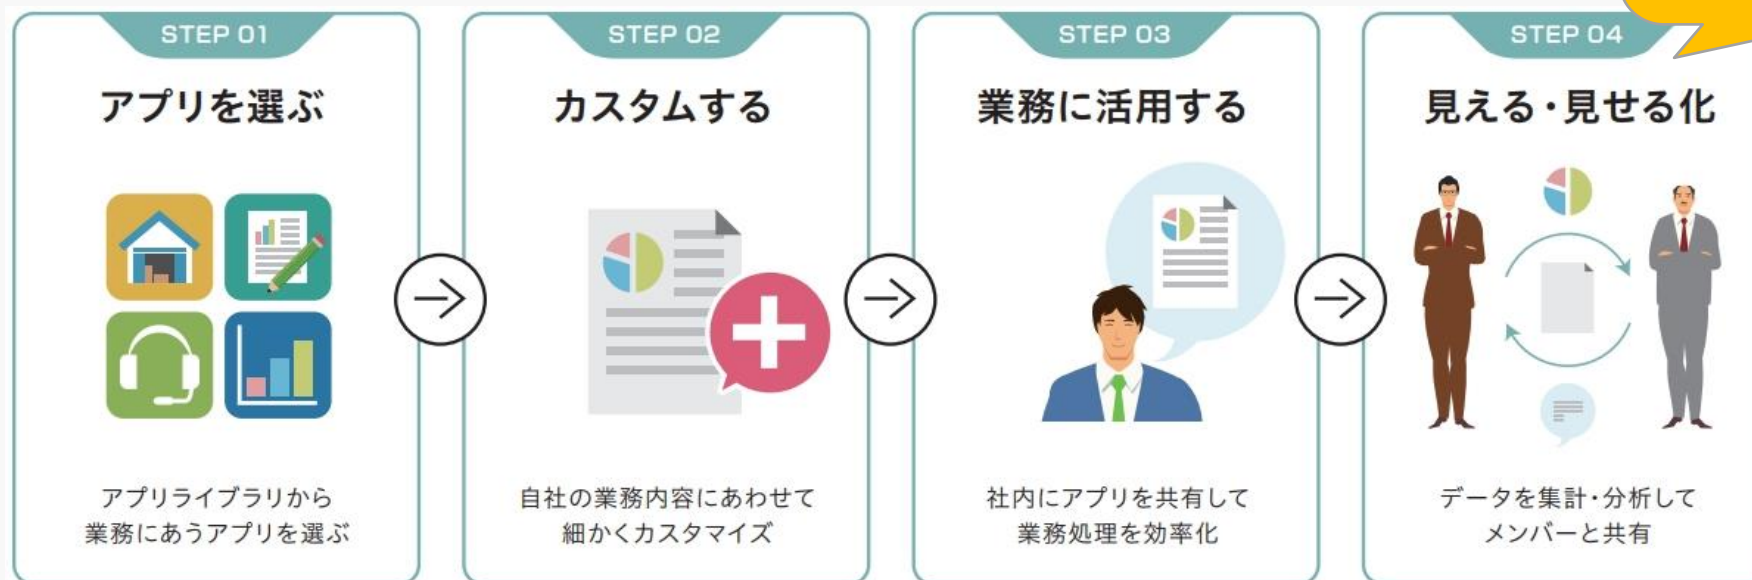 STEP 01
アプリを選ぶ
アプリライブラリから
業務にあうアプリを選ぶ
STEP 02
カスタムする
自社の業務内容にあわせて
細かくカスタマイズ
STEP 03
業務に活用する
社内にアプリを共有して
業務処理を効率化
STEP 04
見える・見せる化
データを集計・分析して
メンバーと共有